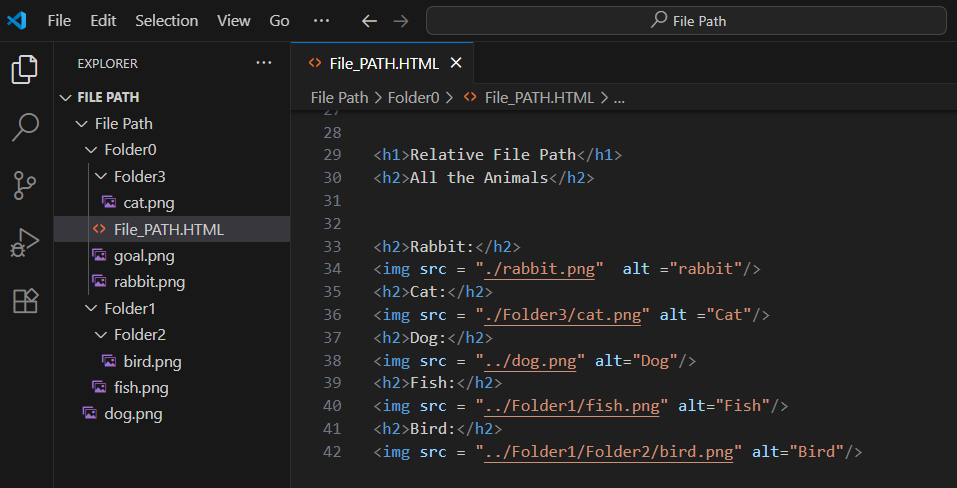 File Edit Selection View Go ··· ← → File Path
EXPLORER ···
FILE PATH
File Path
Folder0
Folder3
cat.png
File_PATH.HTML
goal.png
rabbit.png
Folder1
Folder2
bird.png
fish.png
dog.png
<> File_PATH.HTML ×
File Path > Folder0 > <> File_PATH.HTML > ...
27
28
29 <h1>Relative File Path</h1>
30 <h2>All the Animals</h2>
31
32
33 <h2>Rabbit:</h2>
34 <img src = "./rabbit.png"  alt ="rabbit"/>
35 <h2>Cat:</h2>
36 <img src = "./Folder3/cat.png" alt ="Cat"/>
37 <h2>Dog:</h2>
38 <img src = "../dog.png" alt="Dog"/>
39 <h2>Fish:</h2>
40 <img src = "../Folder1/fish.png" alt="Fish"/>
41 <h2>Bird:</h2>
42 <img src = "../Folder1/Folder2/bird.png" alt="Bird"/>